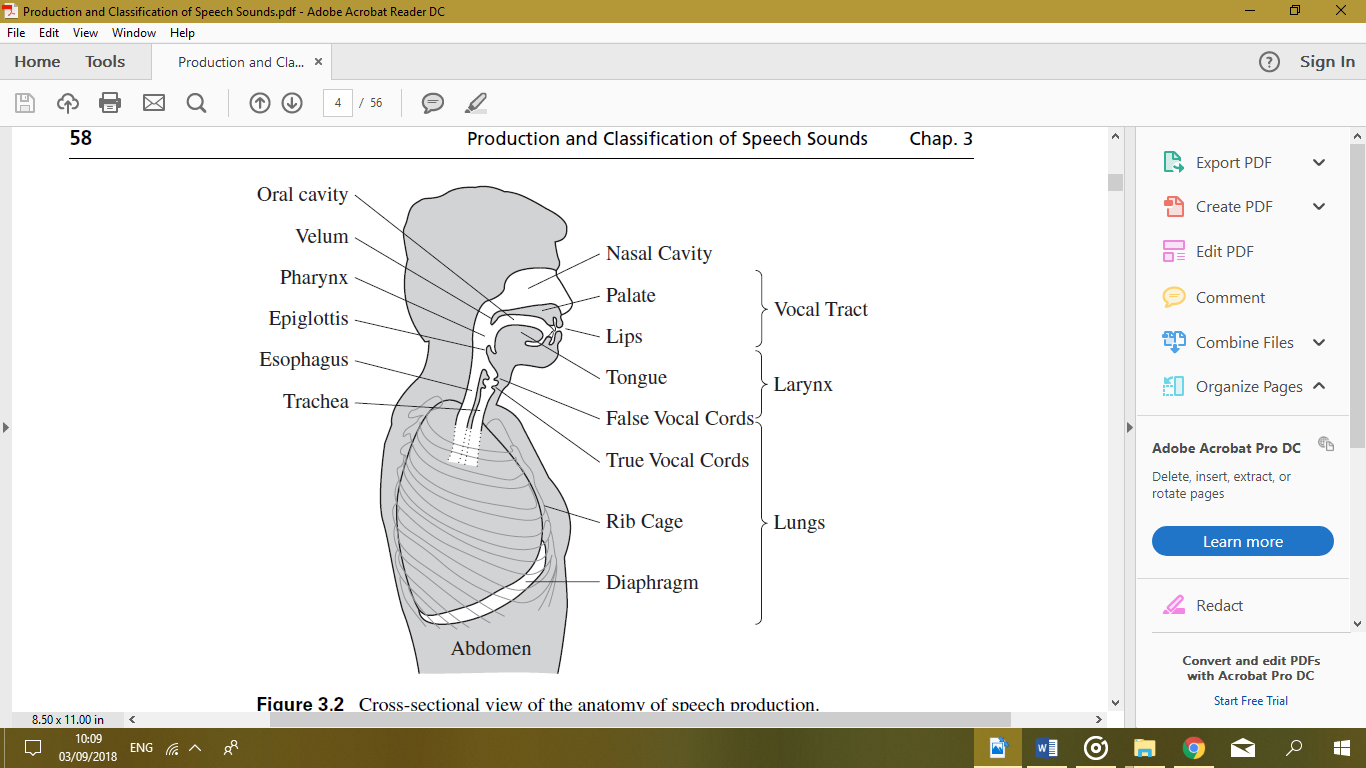 Production and Classification of Speech Sounds.pdf - Adobe Acrobat Reader DC
File Edit View Window Help
Home Tools Production and Cla... × Sign In
4 / 56
58 Production and Classification of Speech Sounds Chap. 3
Oral cavity
Velum
Pharynx
Epiglottis
Esophagus
Trachea
Nasal Cavity
Palate
Lips
Tongue
False Vocal Cords
True Vocal Cords
Rib Cage
Diaphragm
Vocal Tract
Larynx
Lungs
Abdomen
Figure 3.2 Cross-sectional view of the anatomy of speech production.
8.50 x 11.00 in
Export PDF
Create PDF
Edit PDF
Comment
Combine Files
Organize Pages
Adobe Acrobat Pro DC
Delete, insert, extract, or
rotate pages
Learn more
Redact
Convert and edit PDFs
with Acrobat Pro DC
Start Free Trial
10:09
03/09/2018
ENG